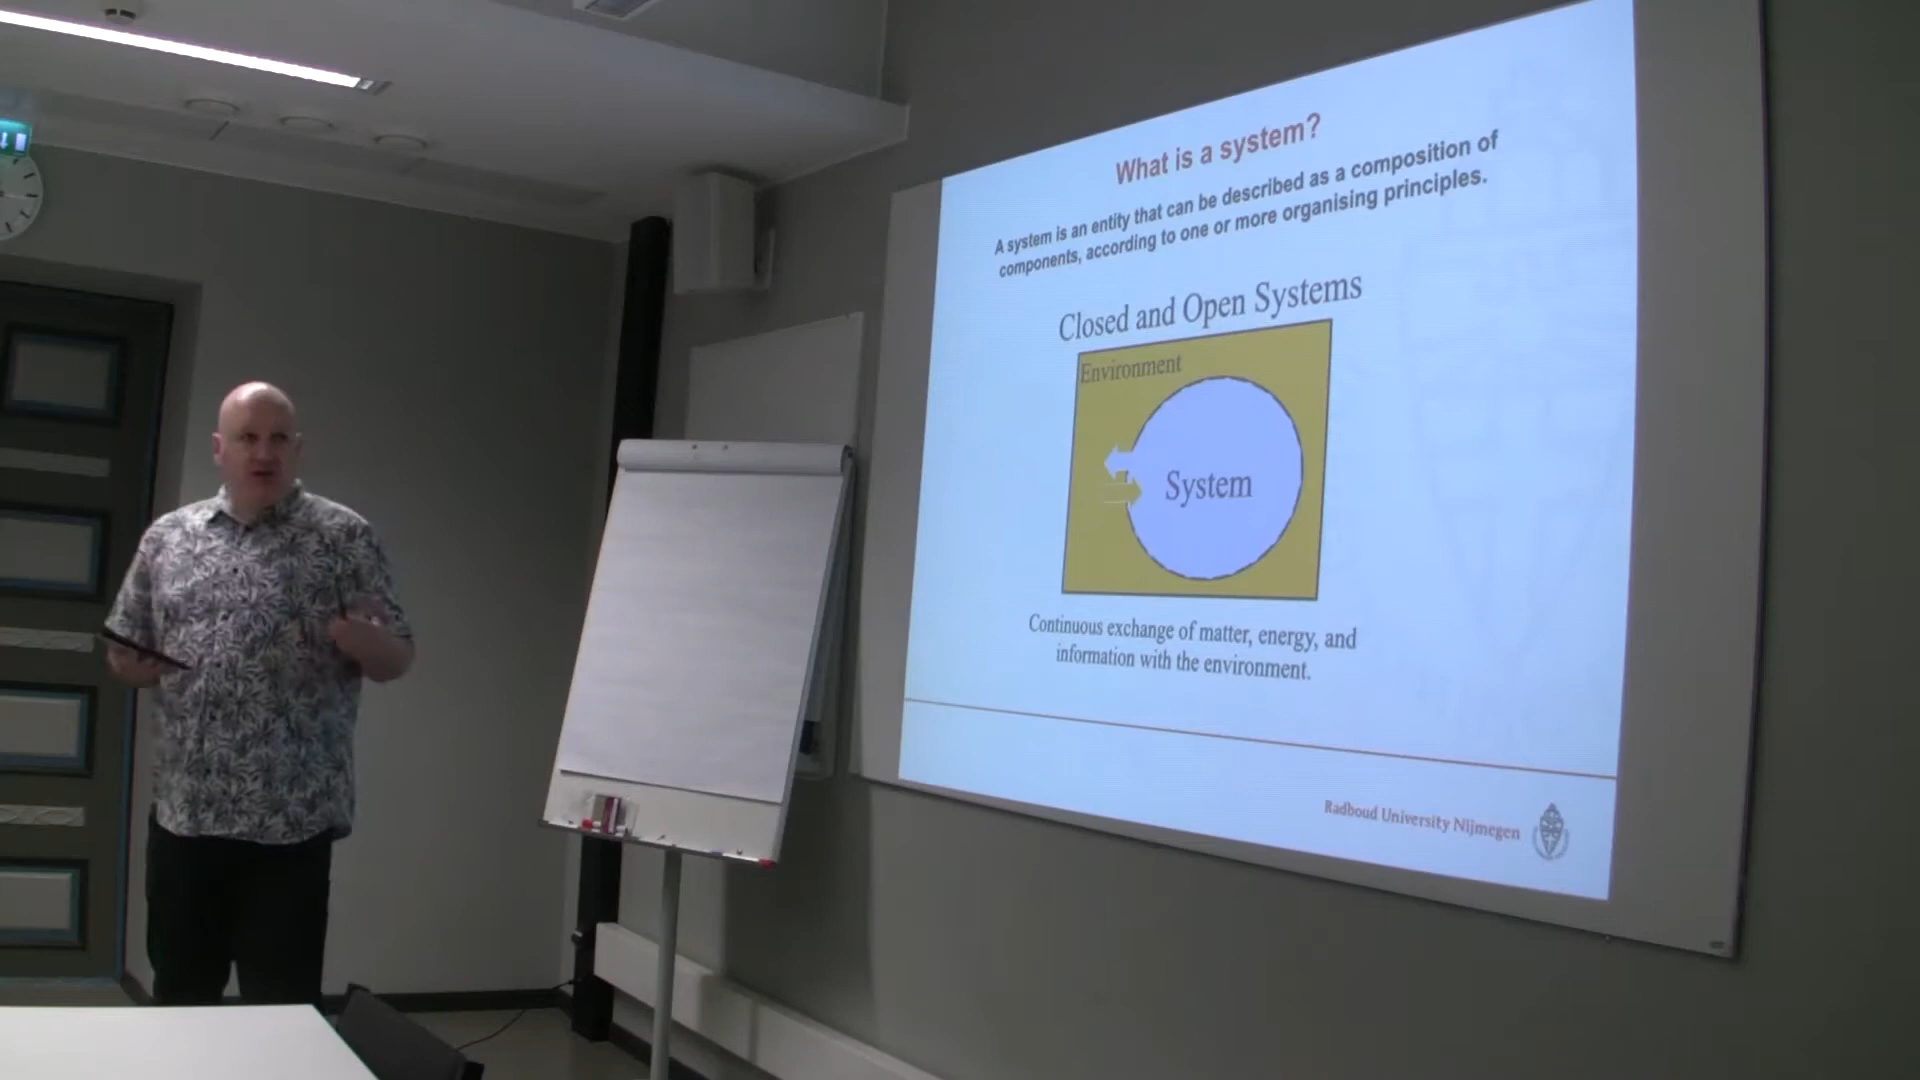 What is a system?
A system is an entity that can be described as a composition of
components, according to one or more organising principles.
Closed and Open Systems
Environment
System
Continuous exchange of matter, energy, and
information with the environment.
Radboud University Nijmegen